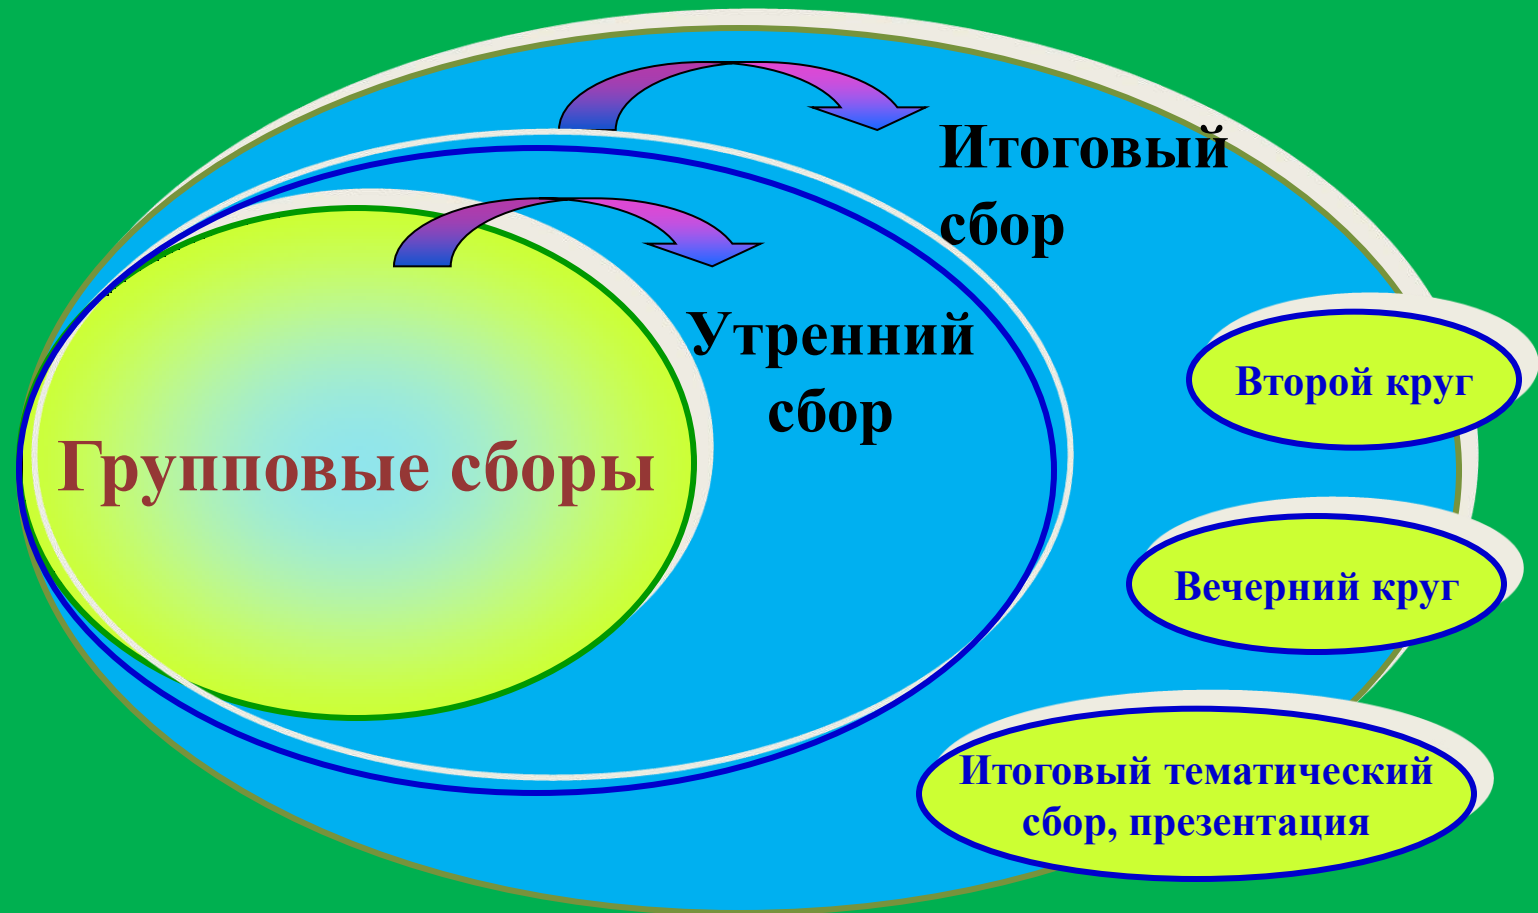 Итоговый
сбор
Утренний
сбор
Групповые сборы
Второй круг
Вечерний круг
Итоговый тематический
сбор, презентация